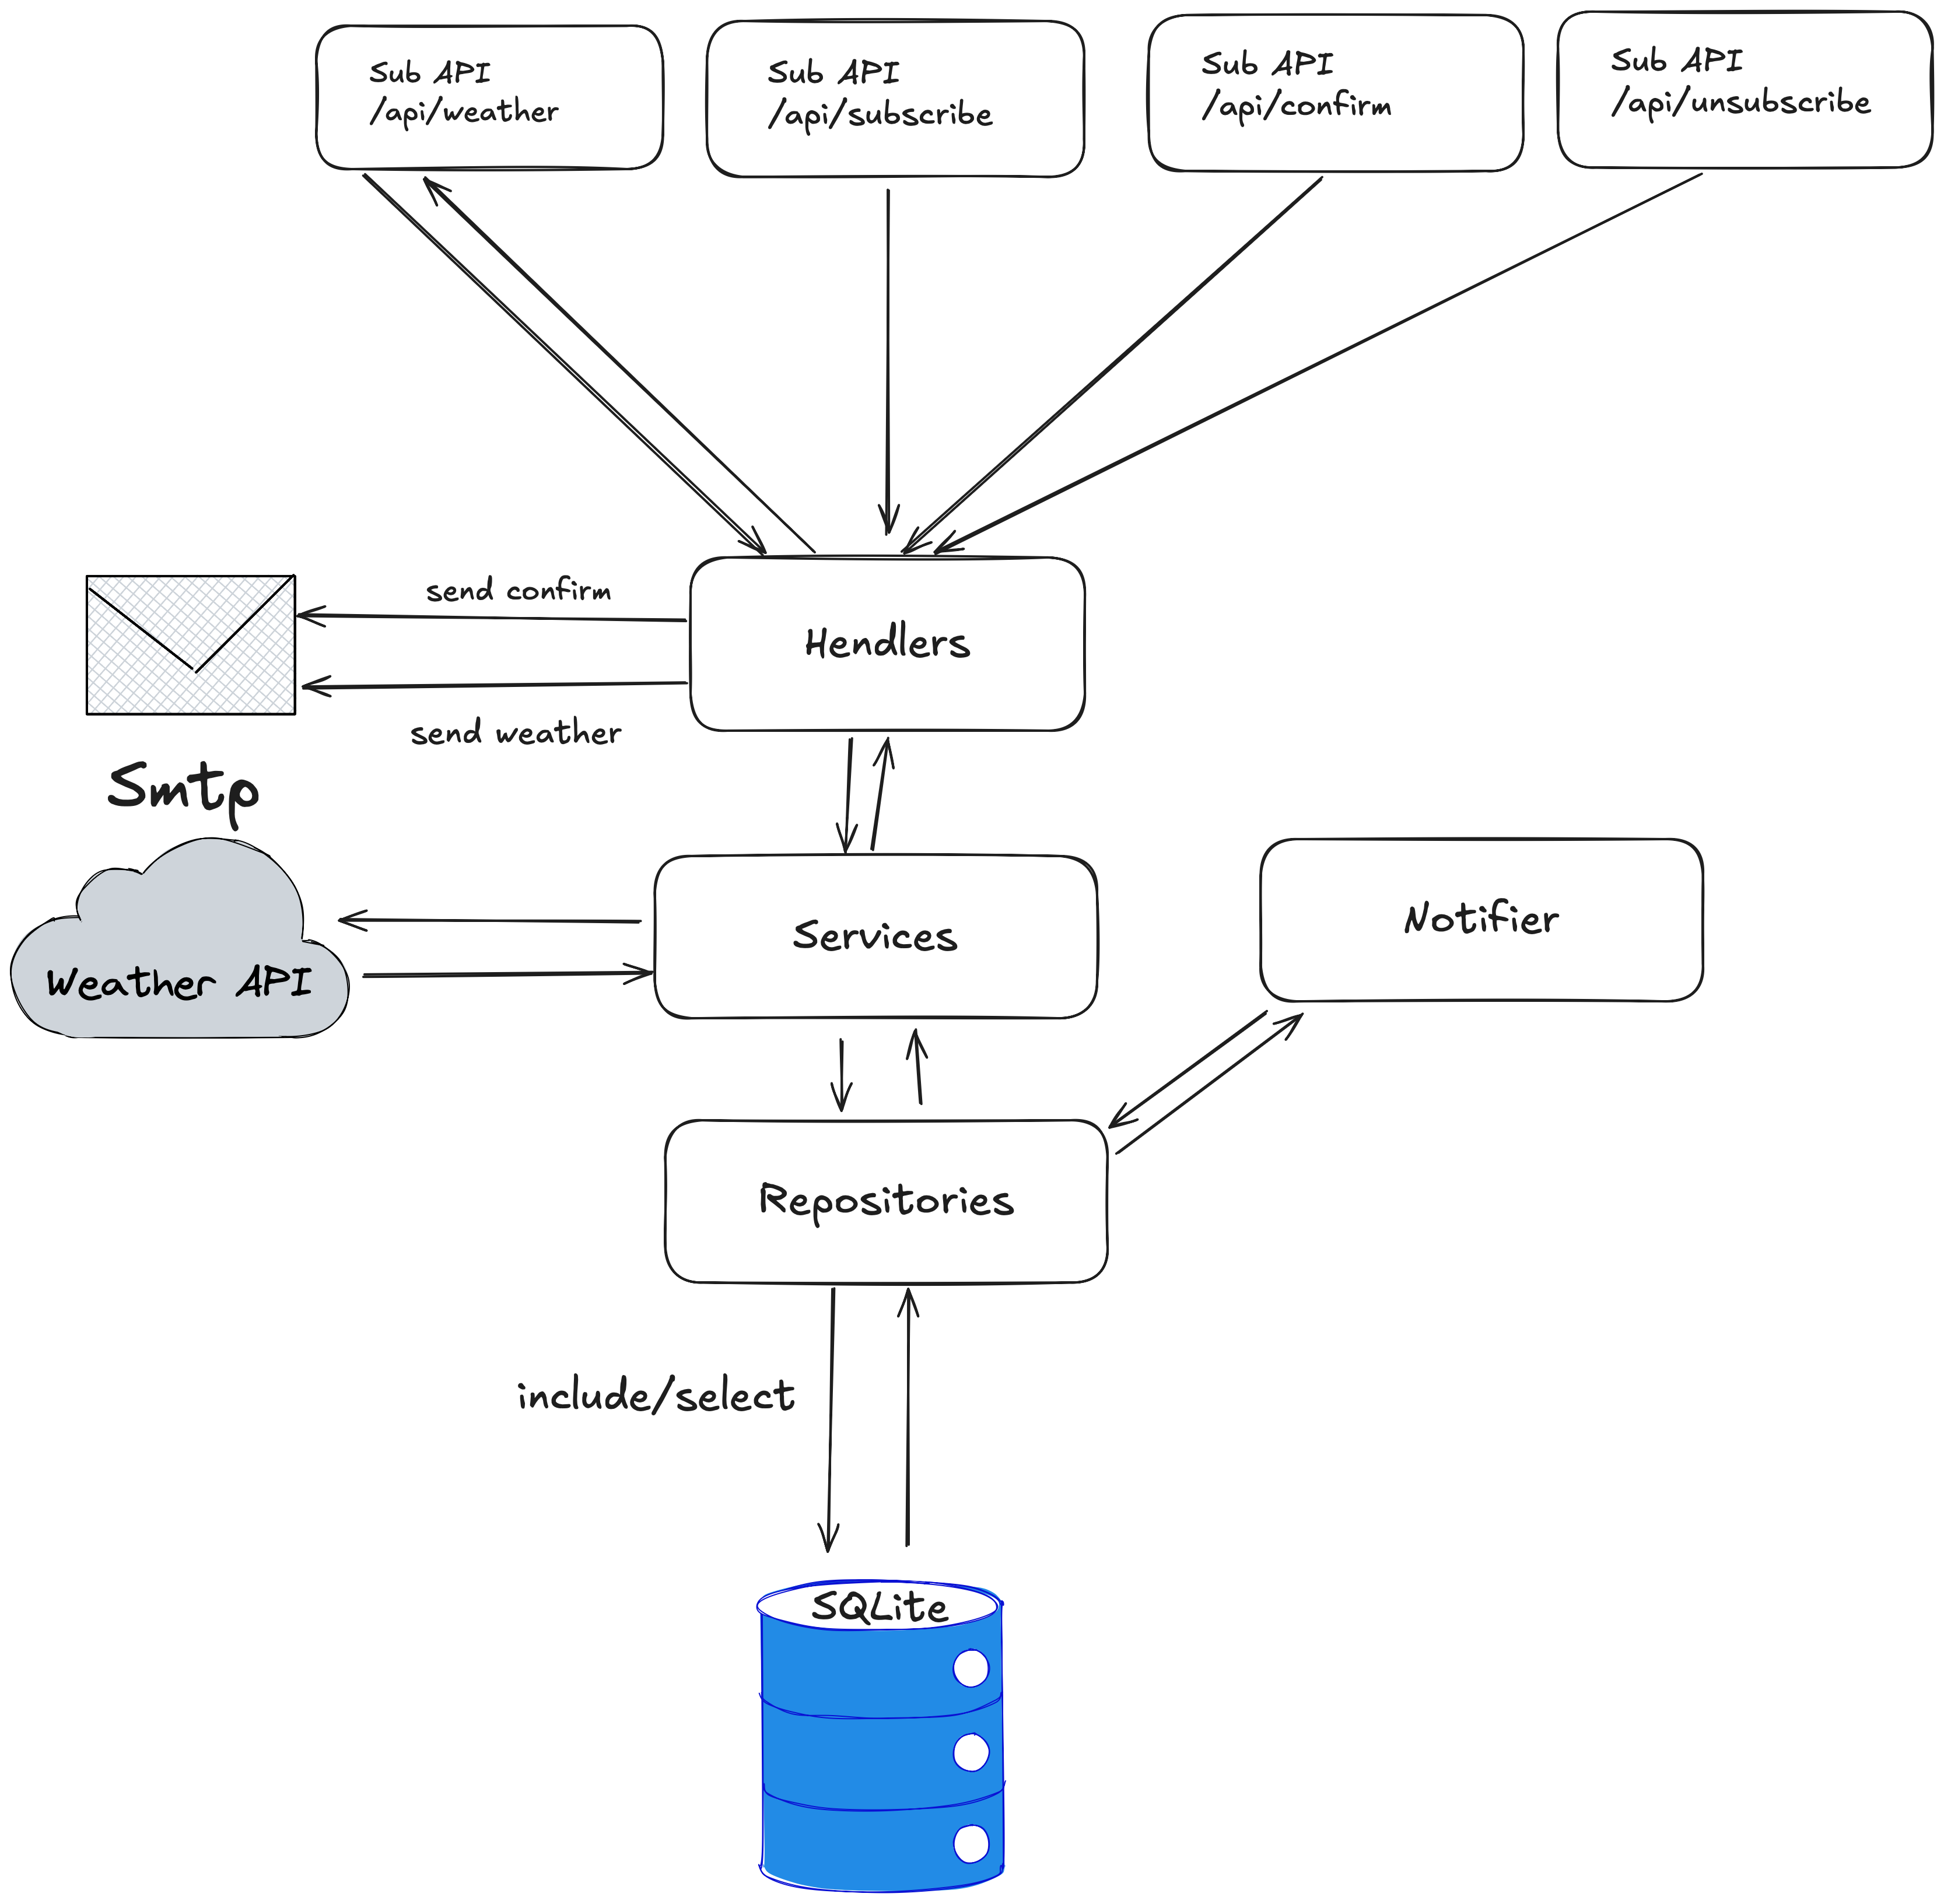 Sub API
/api/weather
Sub API
/api/subscribe
Sub API
/api/confirm
Sub API
/api/unsubscribe
send confirm
Hendlers
send weather
Smtp
Weather API
Services
Notifier
Repositories
include/select
SQLite